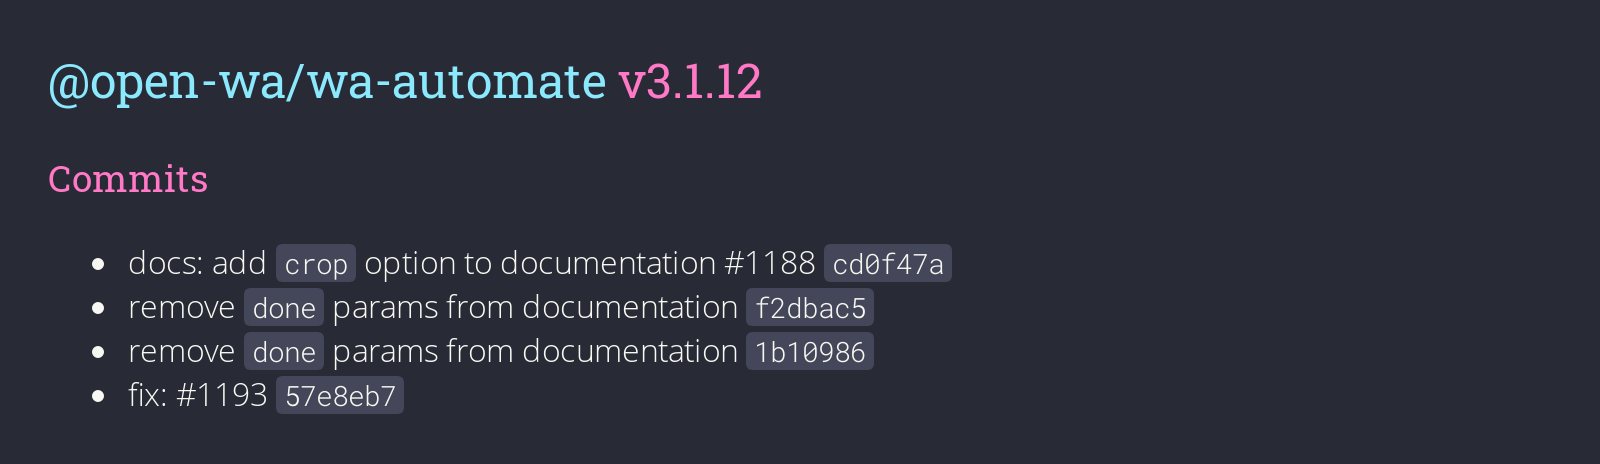 @open-wa/wa-automate v3.1.12
Commits
docs: add crop option to documentation #1188 cd0f47a
remove done params from documentation f2dbac5
remove done params from documentation 1b10986
fix: #1193 57e8eb7